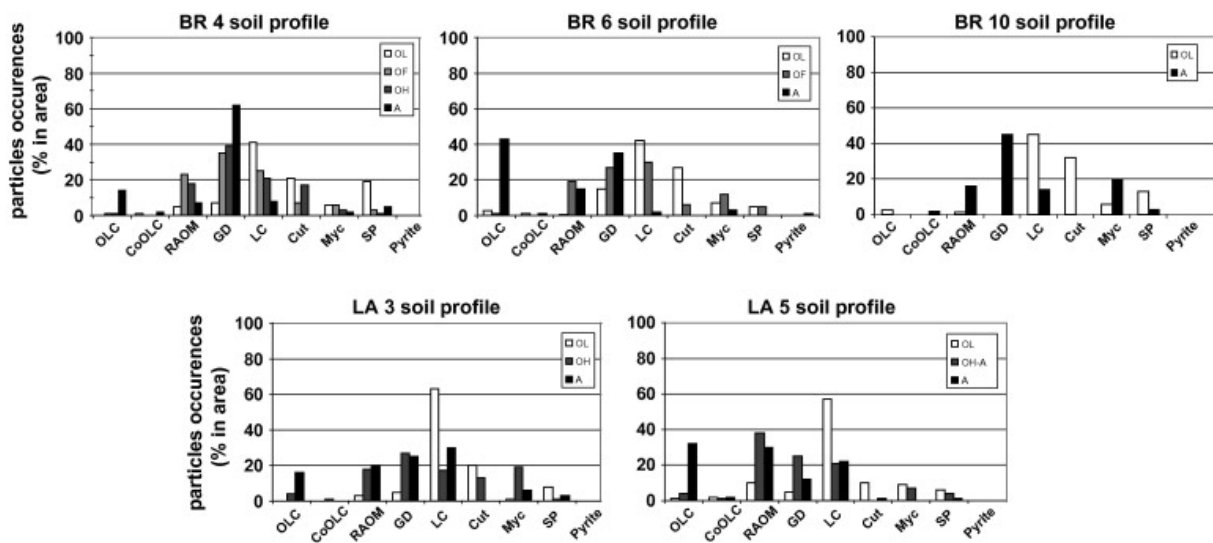 BR 4 soil profile
particles occurences
(% in area)
100
80
60
40
20
0
OL
OF
OH
A
OLC
CoOLC
RAOM
GD
LC
Cut
Myc
SP
Pyrite
BR 6 soil profile
100
80
60
40
20
0
OL
OF
A
OLC
CoOLC
RAOM
GD
LC
Cut
Myc
SP
Pyrite
BR 10 soil profile
100
80
60
40
20
0
OL
A
OLC
CoOLC
RAOM
GD
LC
Cut
Myc
SP
Pyrite
LA 3 soil profile
particles occurences
(% in area)
100
80
60
40
20
0
OL
OH
A
OLC
CoOLC
RAOM
GD
LC
Cut
Myc
SP
Pyrite
LA 5 soil profile
100
80
60
40
20
0
OL
OH-A
A
OLC
CoOLC
RAOM
GD
LC
Cut
Myc
SP
Pyrite